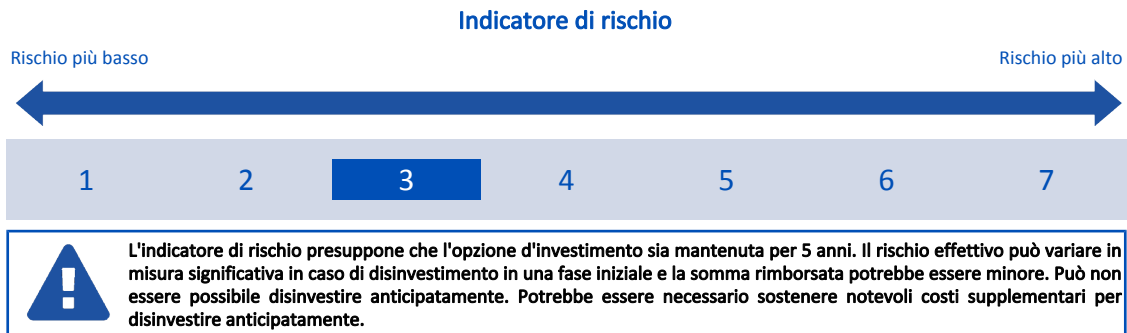 Indicatore di rischio
Rischio più basso
Rischio più alto
1 2 3 4 5 6 7
L'indicatore di rischio presuppone che l'opzione d'investimento sia mantenuta per 5 anni. Il rischio effettivo può variare in
misura significativa in caso di disinvestimento in una fase iniziale e la somma rimborsata potrebbe essere minore. Può non
essere possibile disinvestire anticipatamente. Potrebbe essere necessario sostenere notevoli costi supplementari per
disinvestire anticipatamente.